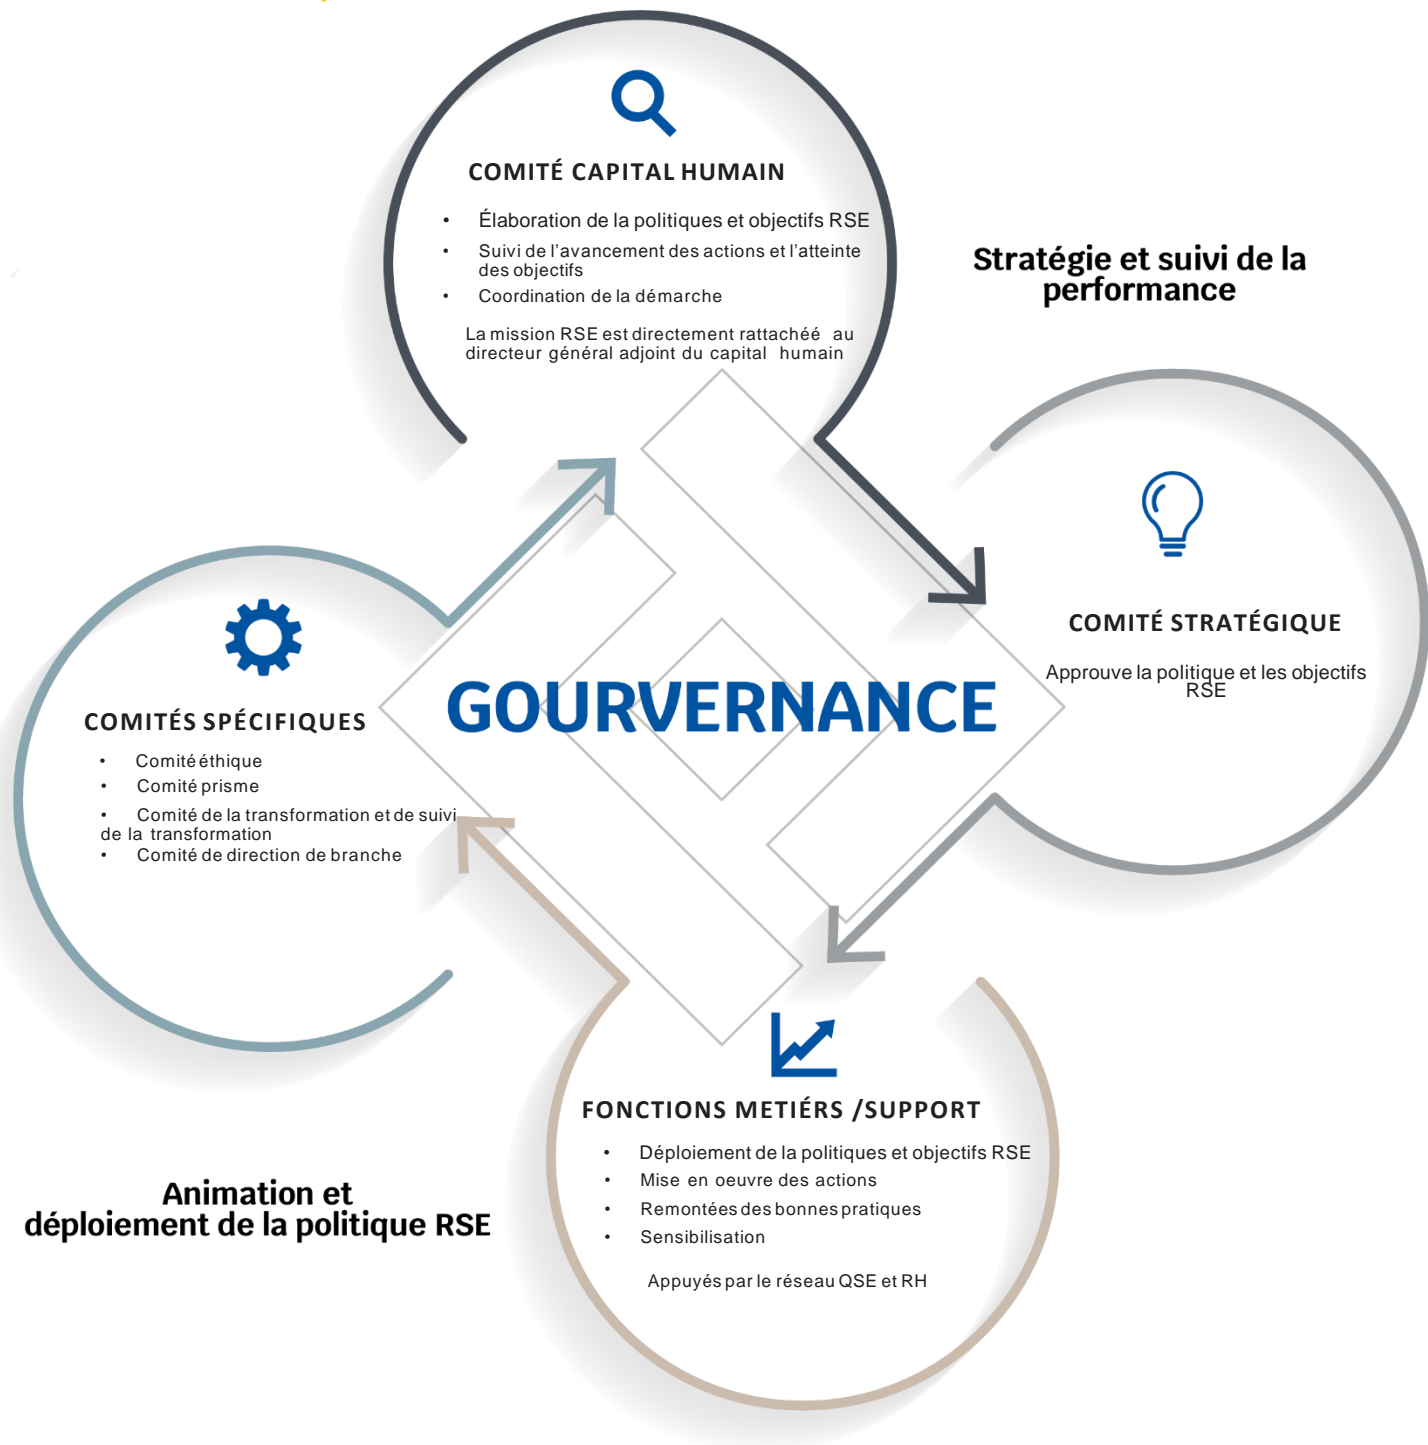 COMITÉ CAPITAL HUMAIN
• Élaboration de la politiques et objectifs RSE
• Suivi de l’avancement des actions et l’atteinte
des objectifs
• Coordination de la démarche
La mission RSE est directement rattachéé au
directeur général adjoint du capital humain
Stratégie et suivi de la
performance
COMITÉ STRATÉGIQUE
Approuve la politique et les objectifs
RSE
GOURVERNANCE
COMITÉS SPÉCIFIQUES
• Comité éthique
• Comité prisme
• Comité de la transformation et de suivi
de la transformation
• Comité de direction de branche
FONCTIONS METIÉRS /SUPPORT
• Déploiement de la politiques et objectifs RSE
• Mise en oeuvre des actions
• Remontées des bonnes pratiques
• Sensibilisation
Appuyés par le réseau QSE et RH
Animation et
déploiement de la politique RSE